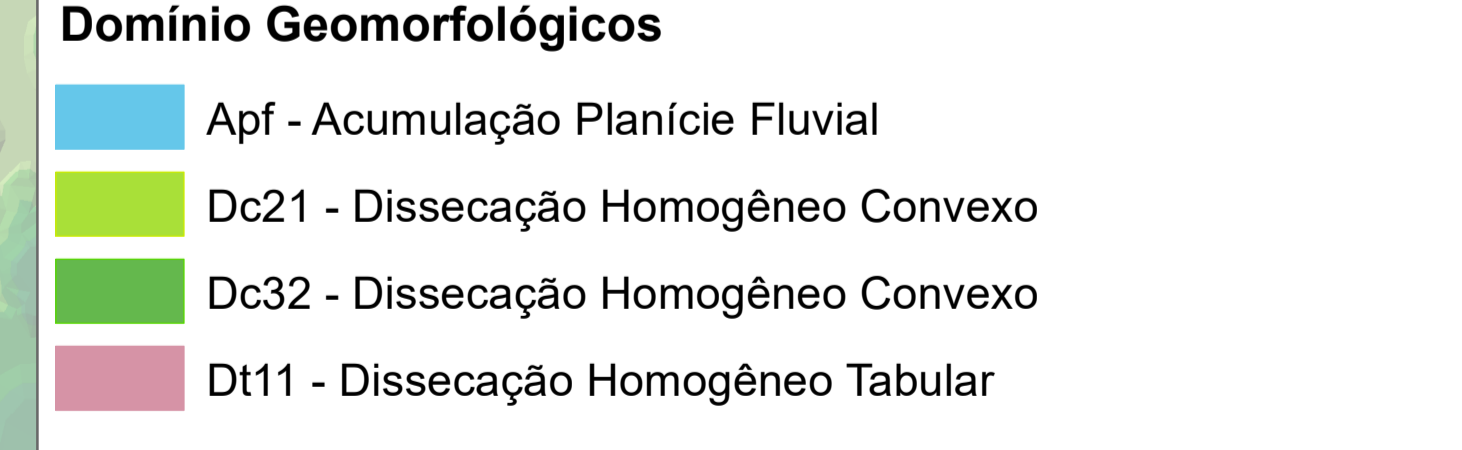 Domínio Geomorfológicos
Apf - Acumulação Planície Fluvial
Dc21 - Dissecação Homogêneo Convexo
Dc32 - Dissecação Homogêneo Convexo
Dt11 - Dissecação Homogêneo Tabular